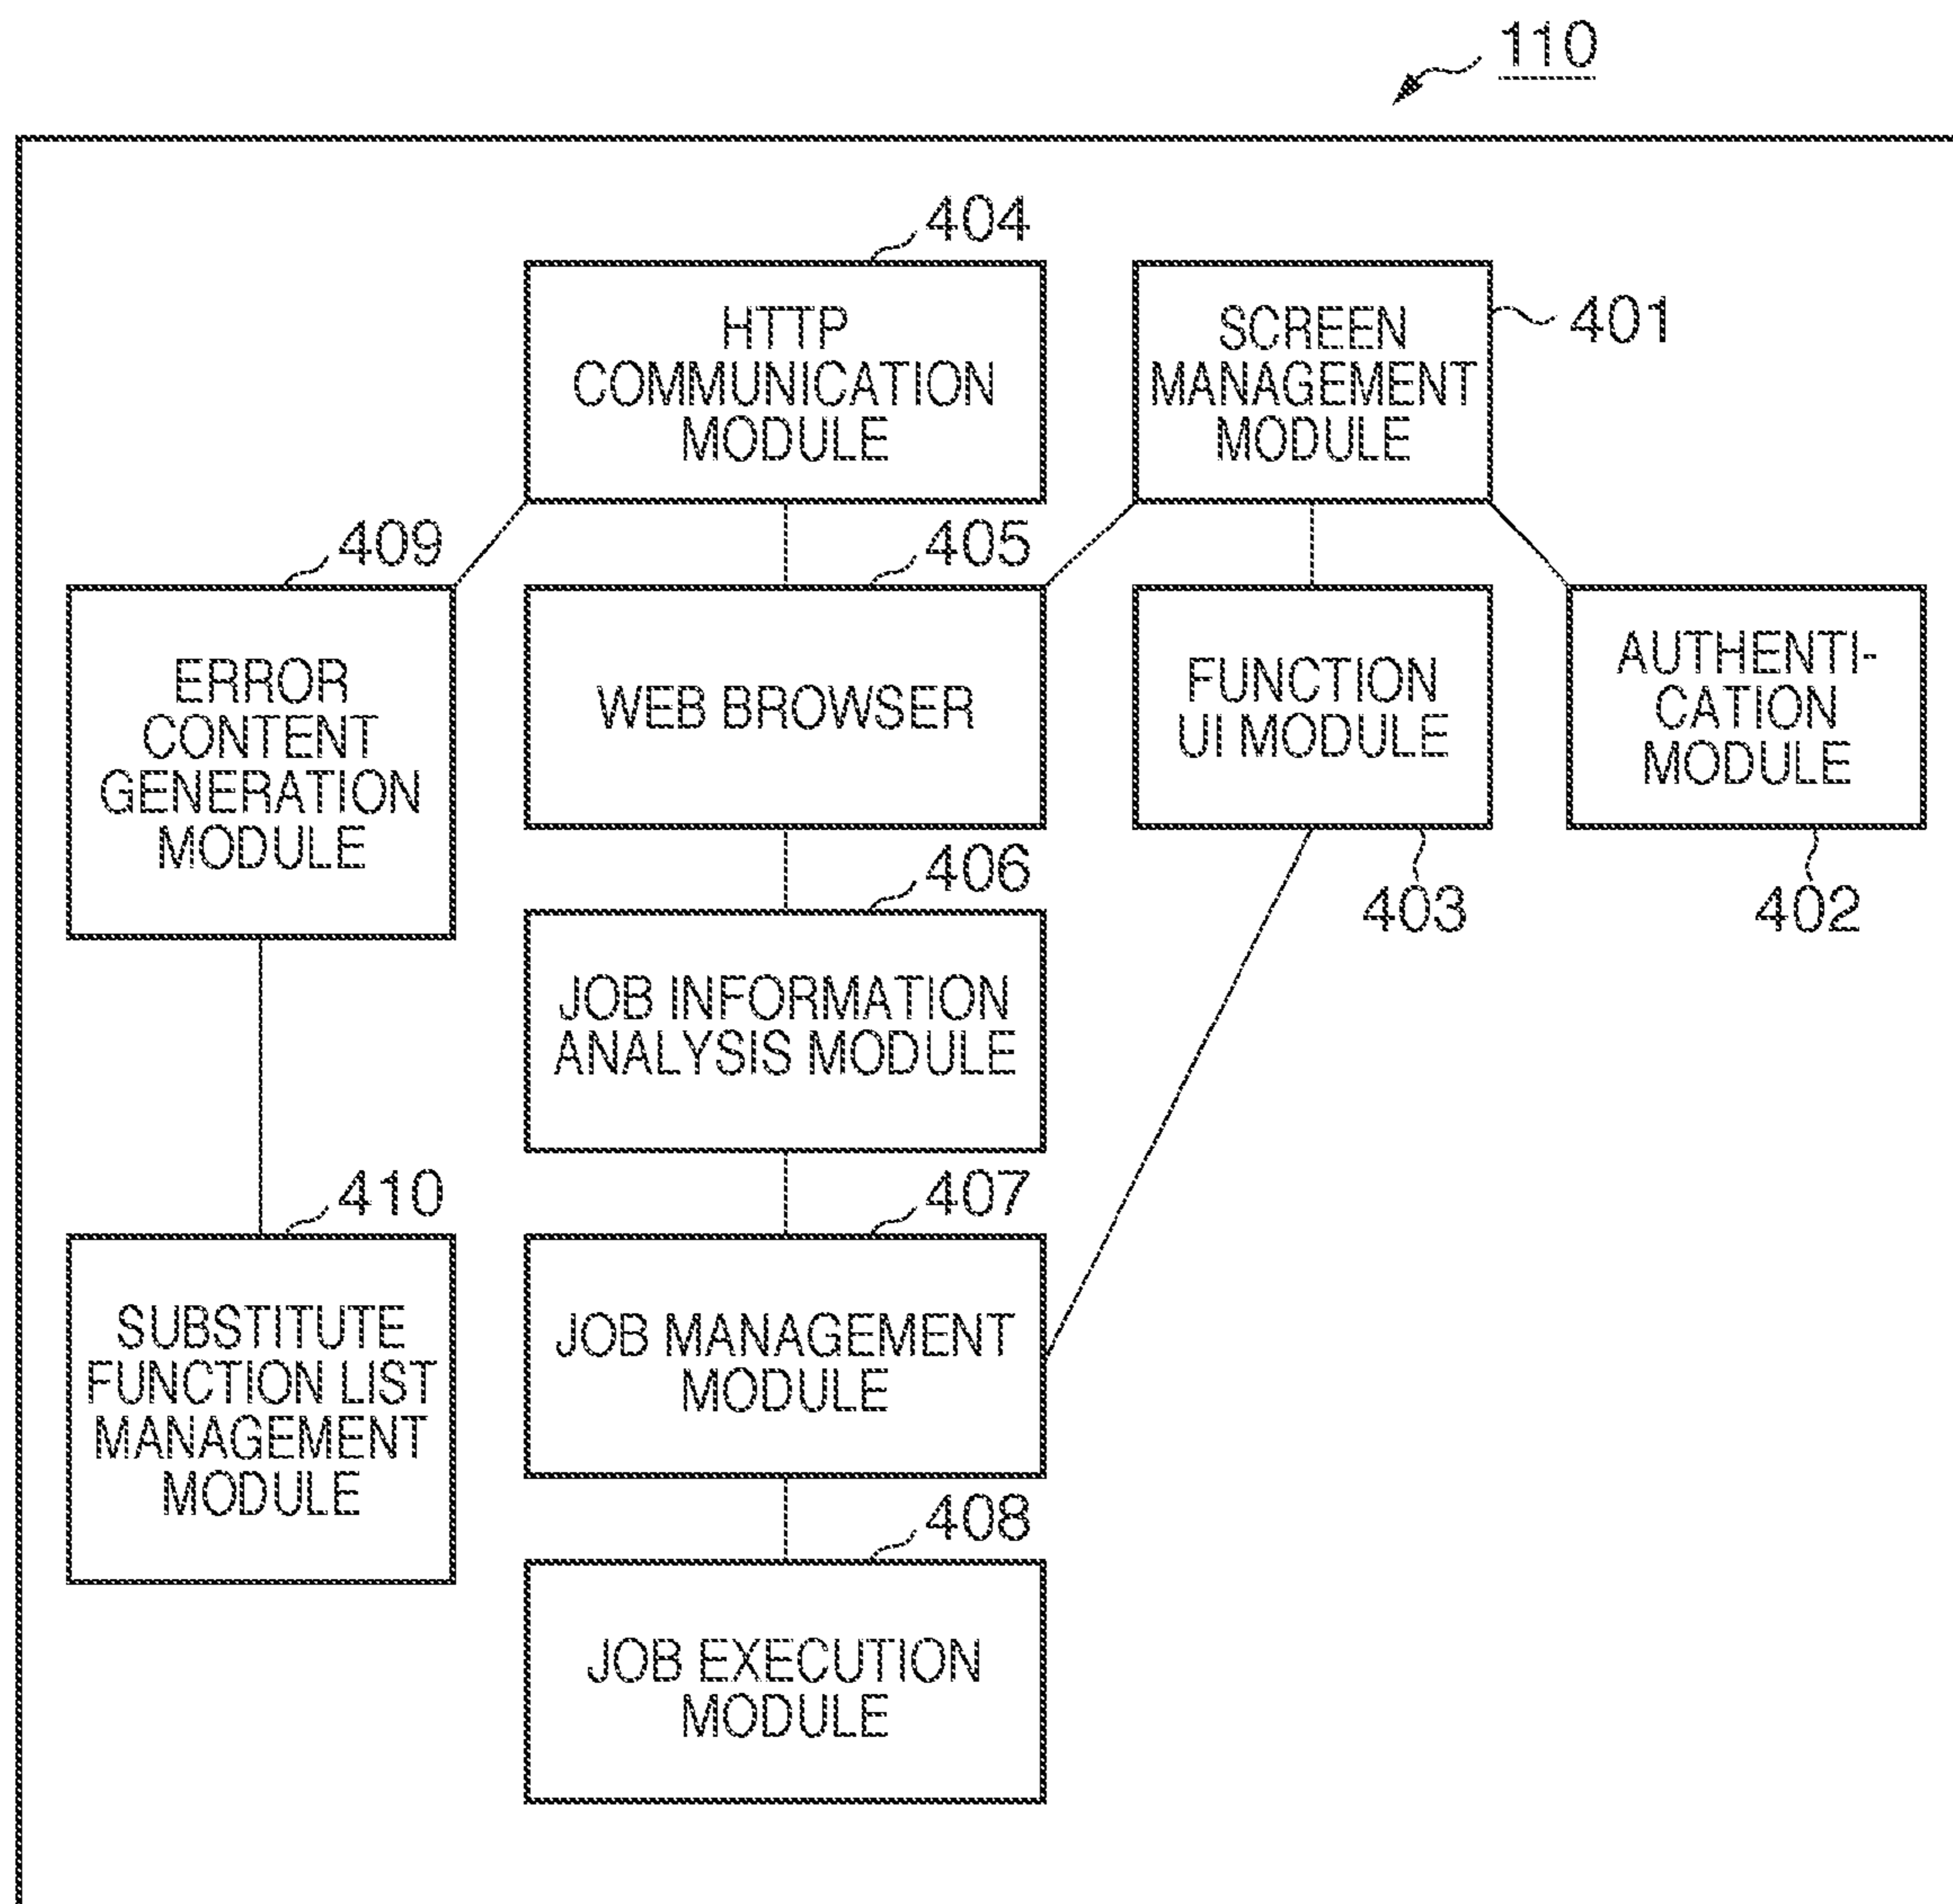 110
404
HTTP
COMMUNICATION
MODULE
401
SCREEN
MANAGEMENT
MODULE
409
ERROR
CONTENT
GENERATION
MODULE
405
WEB BROWSER
FUNCTION
UI MODULE
403
AUTHENTI-
CATION
MODULE
402
406
JOB INFORMATION
ANALYSIS MODULE
410
SUBSTITUTE
FUNCTION LIST
MANAGEMENT
MODULE
407
JOB MANAGEMENT
MODULE
408
JOB EXECUTION
MODULE